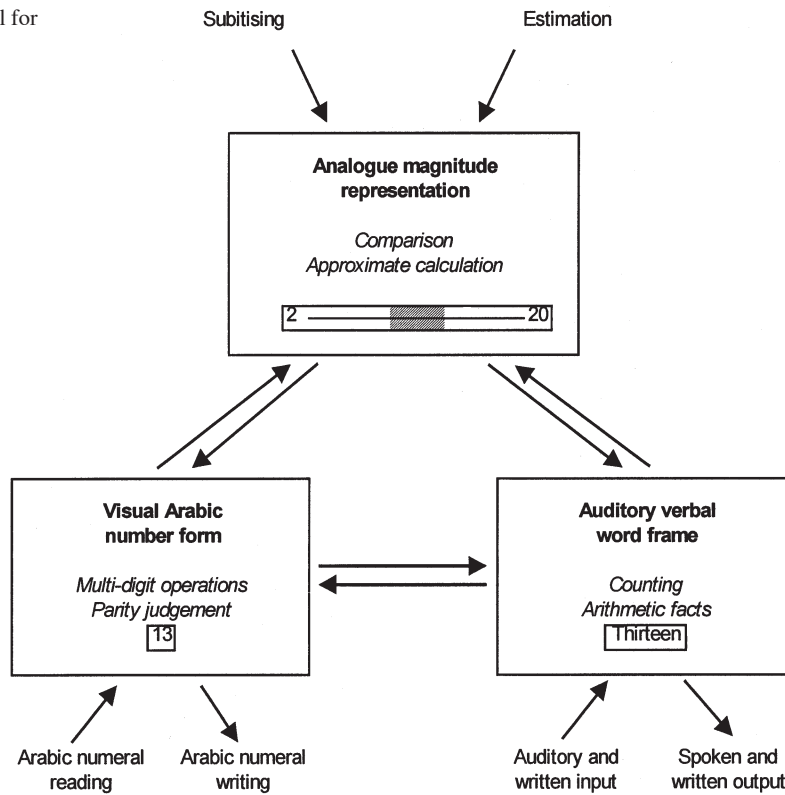 l for
Subitising
Estimation
Analogue magnitude
representation
Comparison
Approximate calculation
2
20
Visual Arabic
number form
Multi-digit operations
Parity judgement
13
Auditory verbal
word frame
Counting
Arithmetic facts
Thirteen
Arabic numeral
reading
Arabic numeral
writing
Auditory and
written input
Spoken and
written output